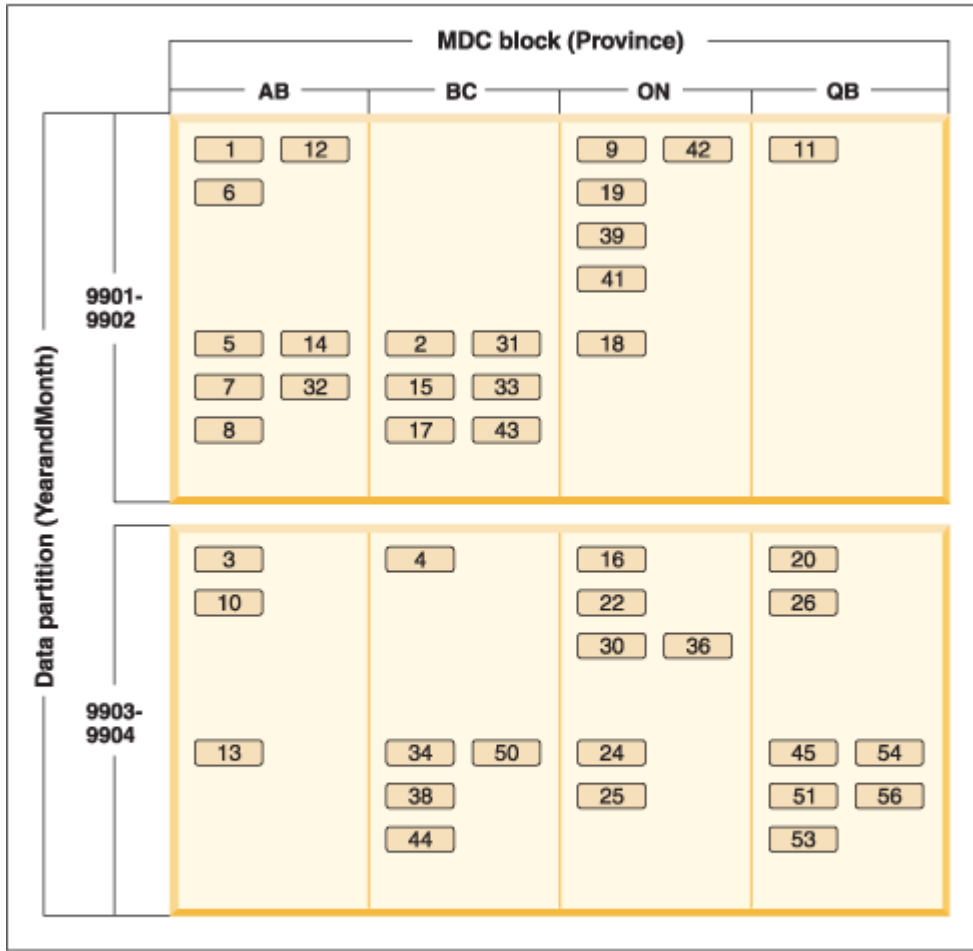 MDC block (Province)
AB BC ON QB
Data partition (YearandMonth)
9901-
9902
1 12 9 42 11
6 19
39
41
5 14 2 31 18
7 32 15 33
8 17 43
9903-
9904
3 4 16 20
10 22 26
30 36
13 34 50 24 45 54
38 25 51 56
44 53